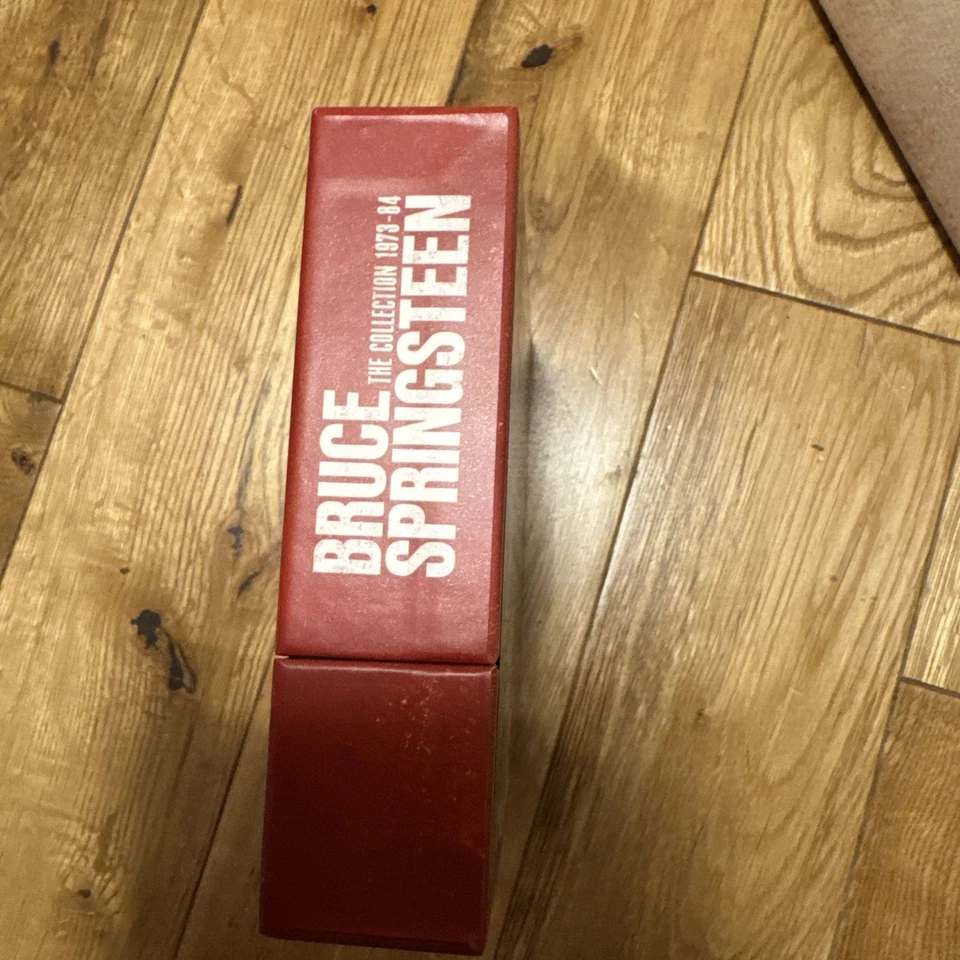 BRUCE THE COLLECTION 1973-84
SPRINGSTEEN